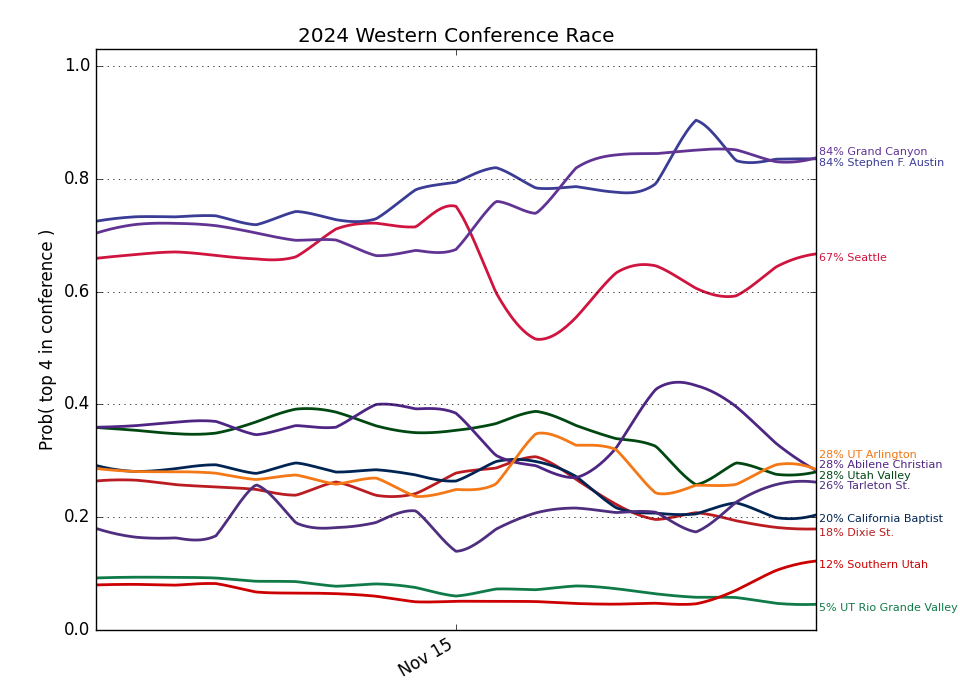 2024 Western Conference Race
Prob( top 4 in conference )
1.0
0.8
0.6
0.4
0.2
0.0
Nov 15
84% Grand Canyon
84% Stephen F. Austin
67% Seattle
28% UT Arlington
28% Abilene Christian
28% Utah Valley
26% Tarleton St.
20% California Baptist
18% Dixie St.
12% Southern Utah
5% UT Rio Grande Valley